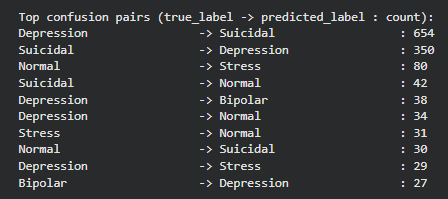 Top confusion pairs (true_label -> predicted_label : count):
Depression -> Suicidal : 654
Suicidal -> Depression : 350
Normal -> Stress : 80
Suicidal -> Normal : 42
Depression -> Bipolar : 38
Depression -> Normal : 34
Stress -> Normal : 31
Normal -> Suicidal : 30
Depression -> Stress : 29
Bipolar -> Depression : 27